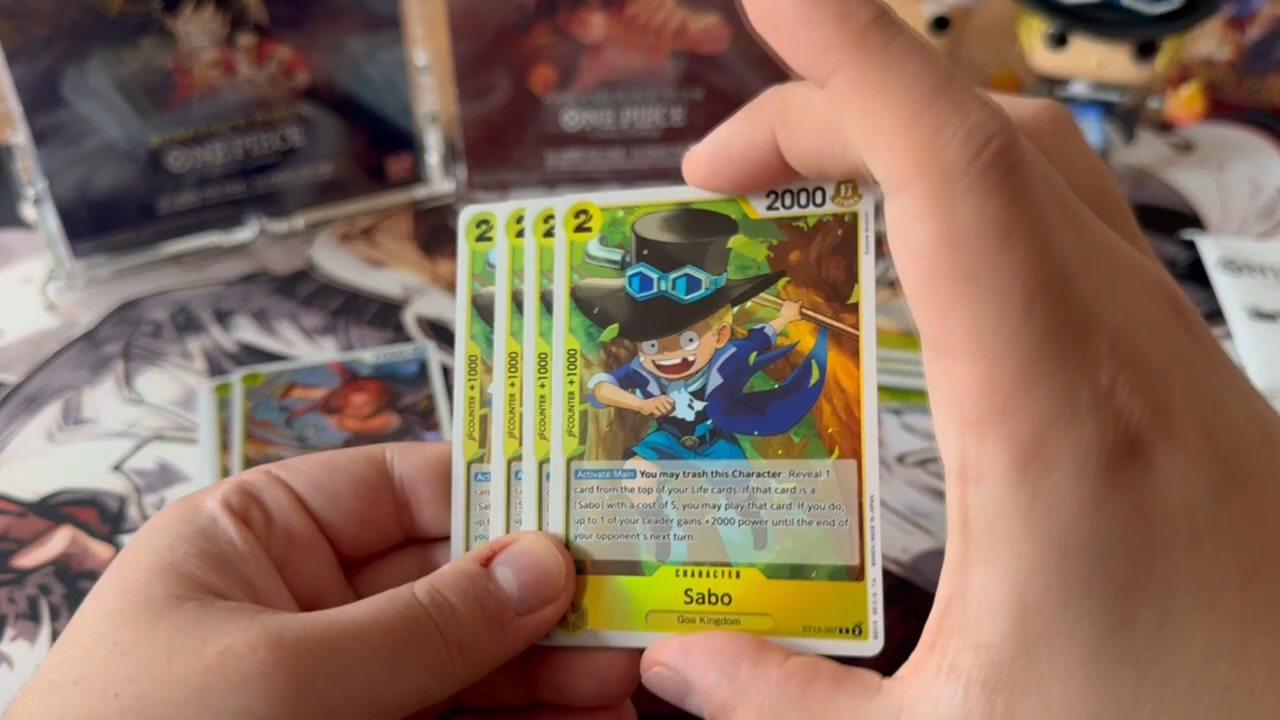 ONE PIECE
ONE PIECE
2
2
2
2
2000
COUNTER +1000
COUNTER +1000
COUNTER +1000
COUNTER +1000
Activate: Main You may trash this Character: Reveal 1
card from the top of your Life cards. If that card is a
[Sabo] with a cost of 5, you may play that card. If you do,
up to 1 of your Leader gains +2000 power until the end of
your opponent's next turn.
CHARACTER
Sabo
Goa Kingdom